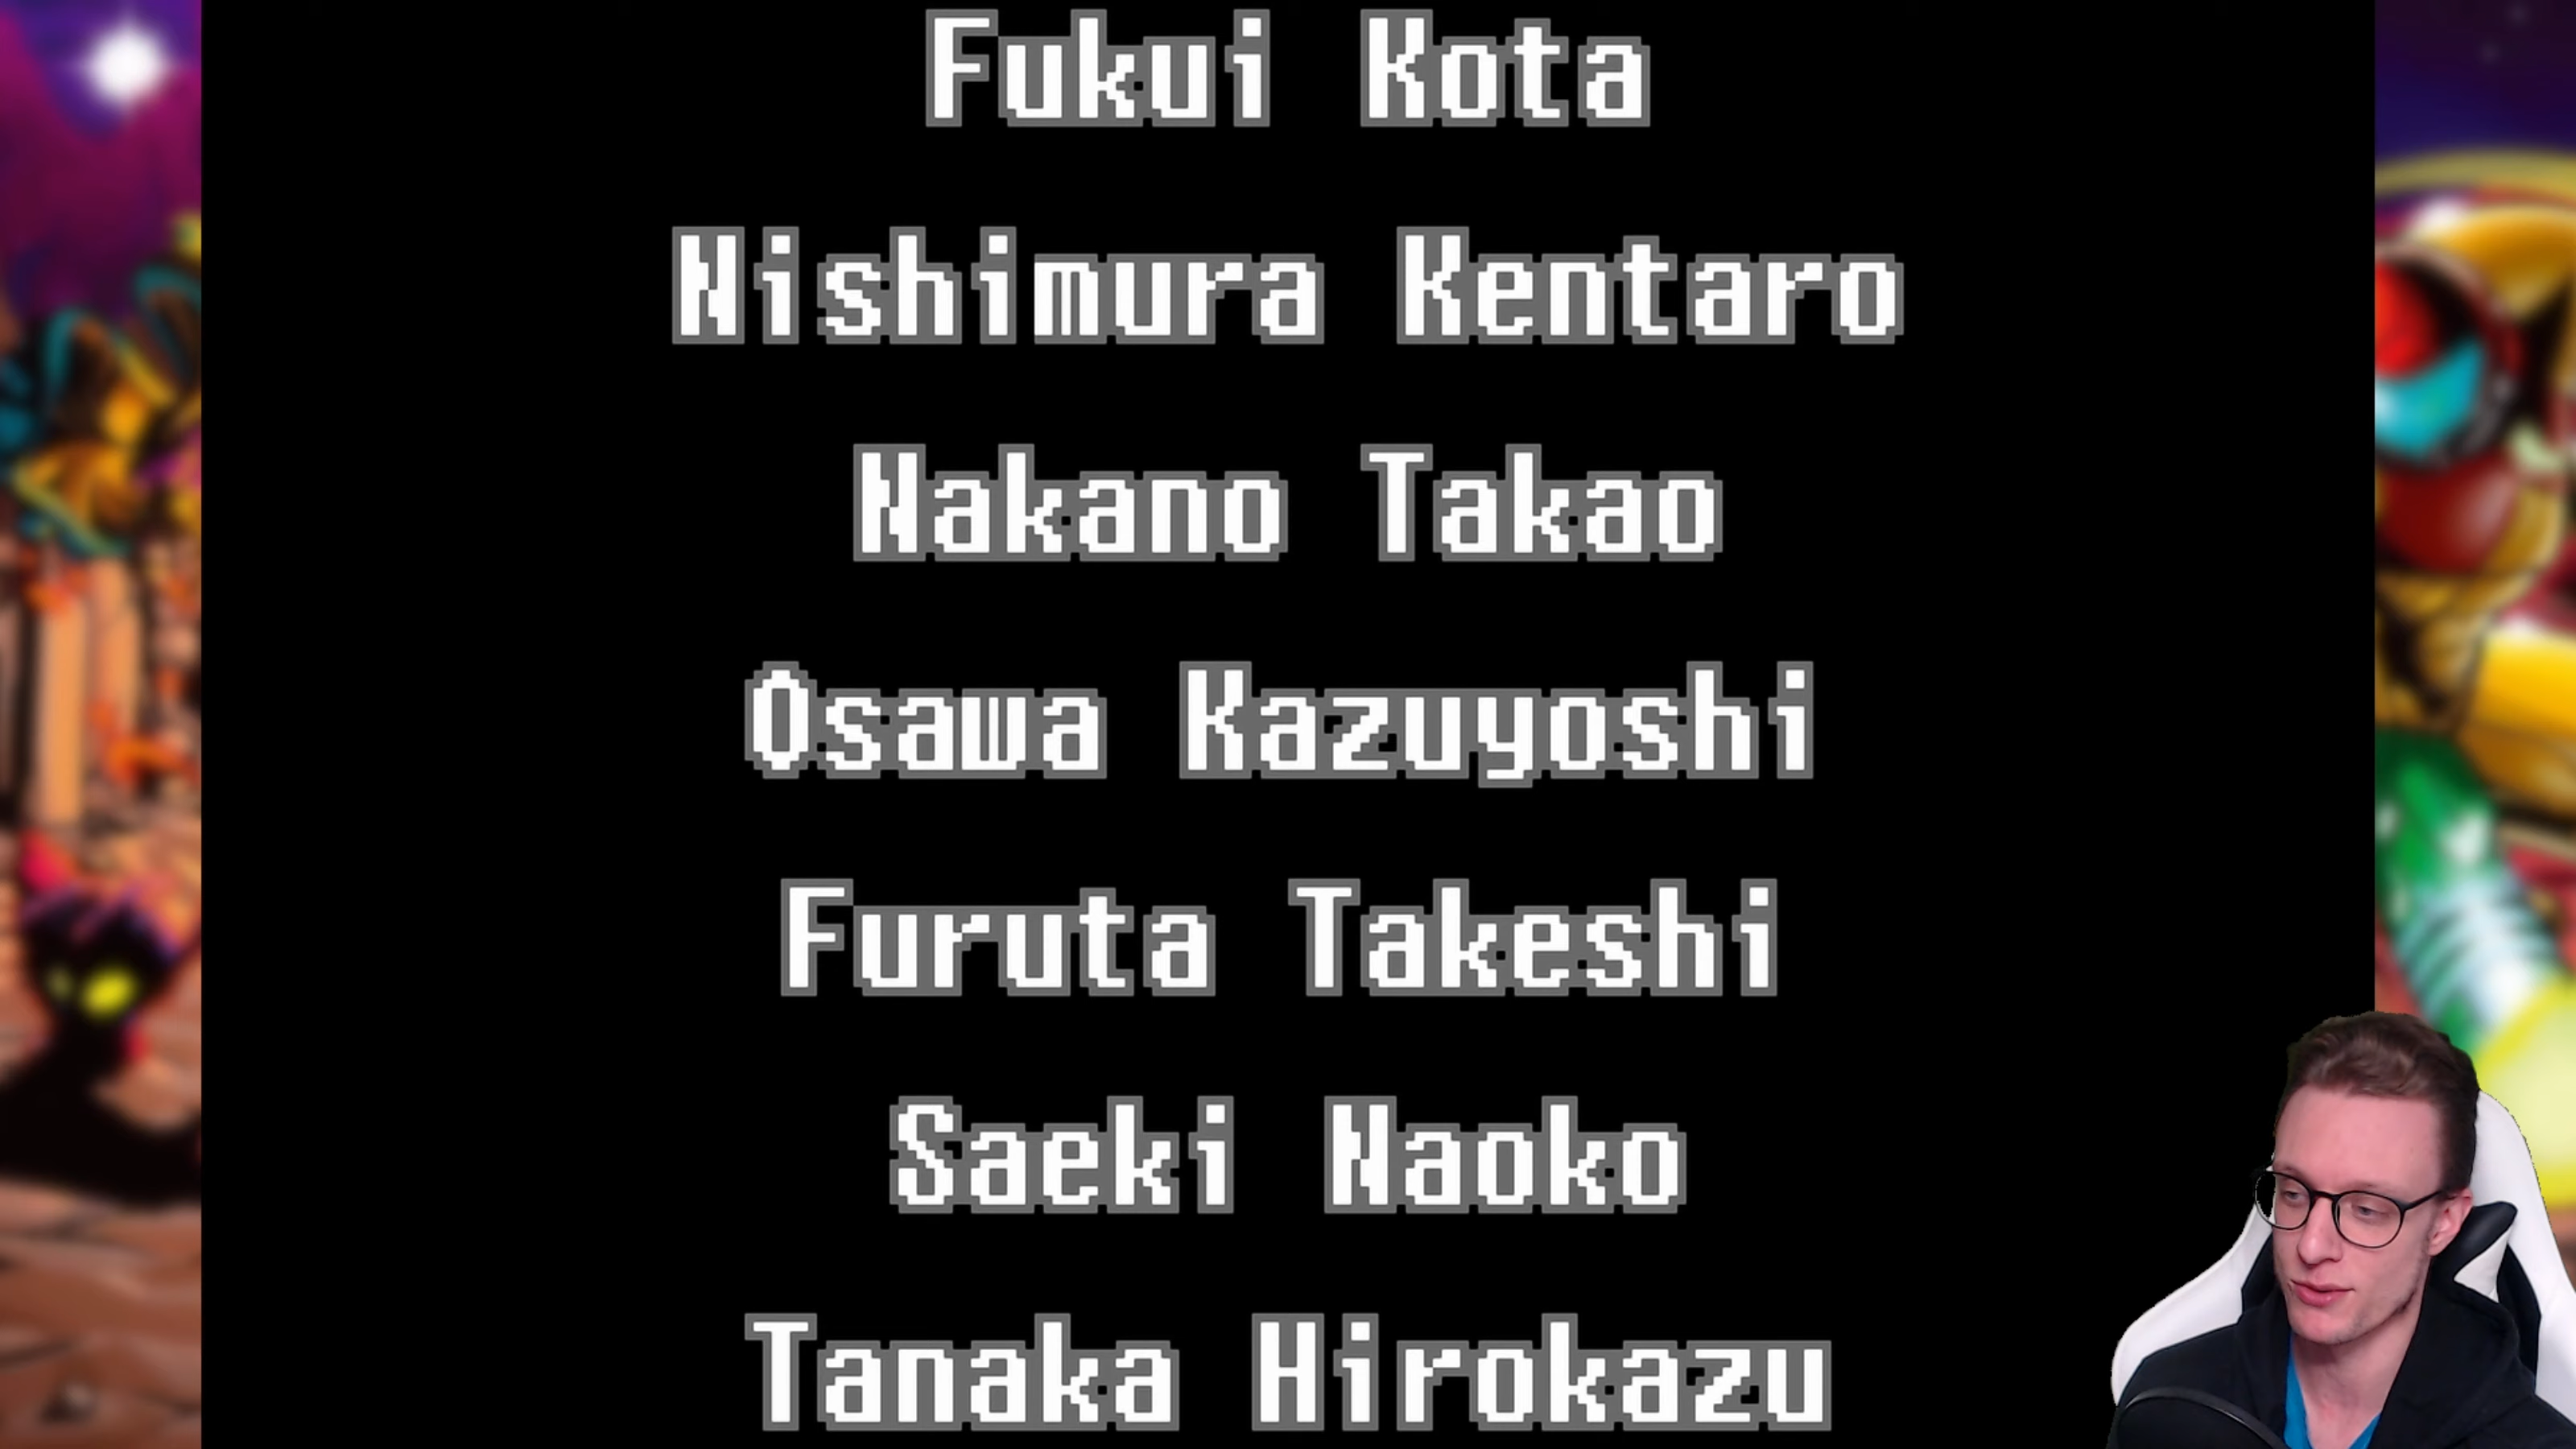 Fukui Kota
Nishimura Kentaro
Nakano Takao
Osawa Kazuyoshi
Furuta Takeshi
Saeki Naoko
Tanaka Hirokazu